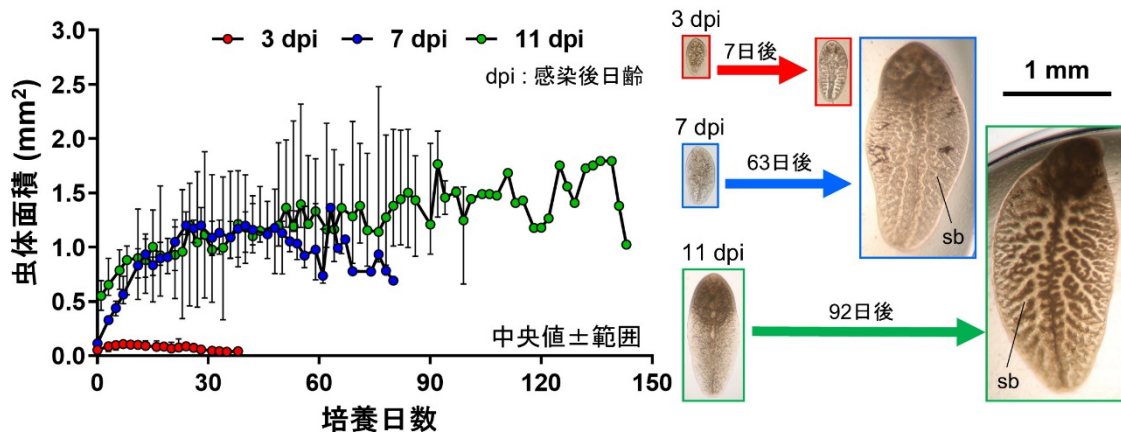 3.0
2.5
2.0
1.5
1.0
0.5
0.0
虫体面積 (mm²)
3 dpi 7 dpi 11 dpi
dpi : 感染後日齢
中央値±範囲
0 30 60 90 120 150
培養日数
3 dpi
7日後
7 dpi
63日後
sb
11 dpi
92日後
sb
1 mm